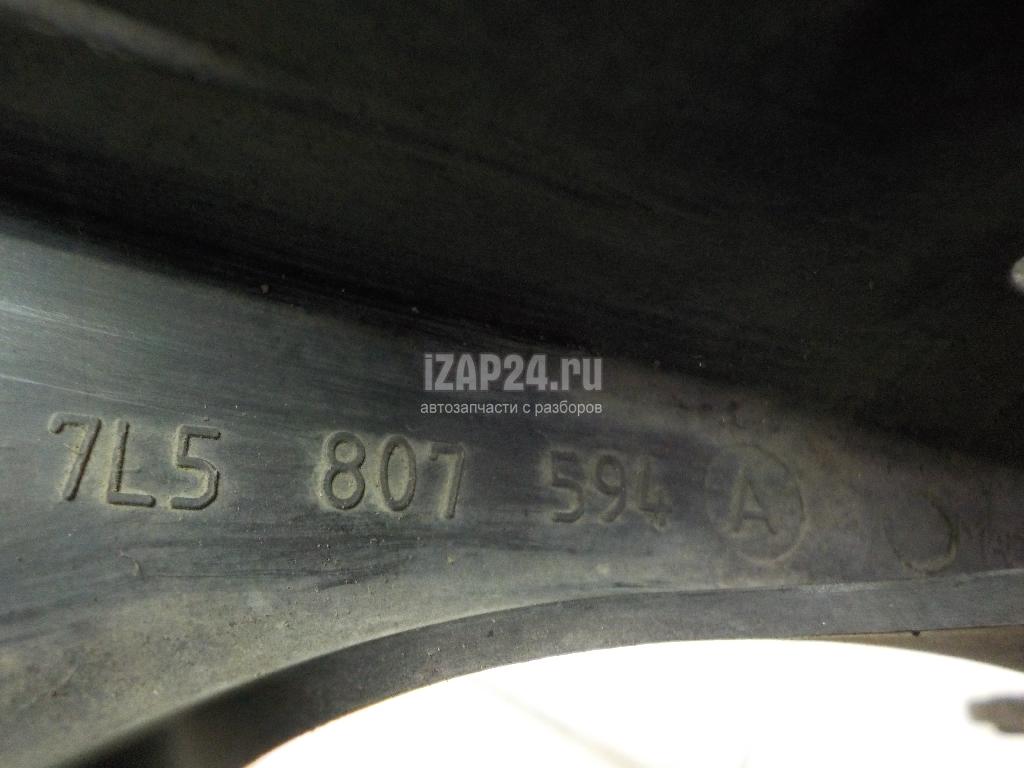 iZAP24.ru
автозапчасти с разборов
7L5 807 594 A